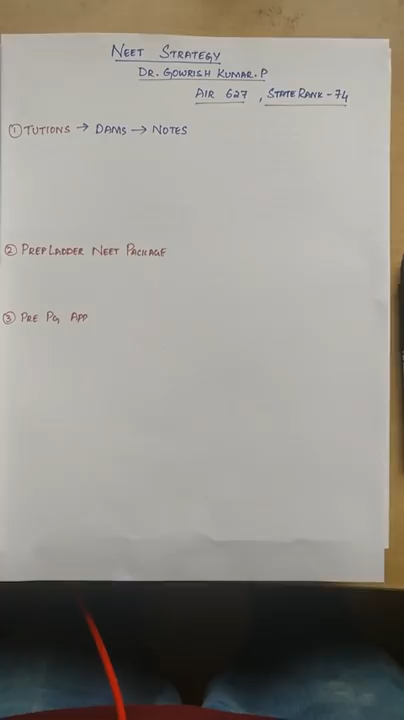 NEET STRATEGY
DR. GOWRISH KUMAR. P
AIR 627 , STATE RANK - 74
① TUTIONS → DAMS → NOTES
② PREPLADDER NEET PACKAGE
③ PRE PG APP